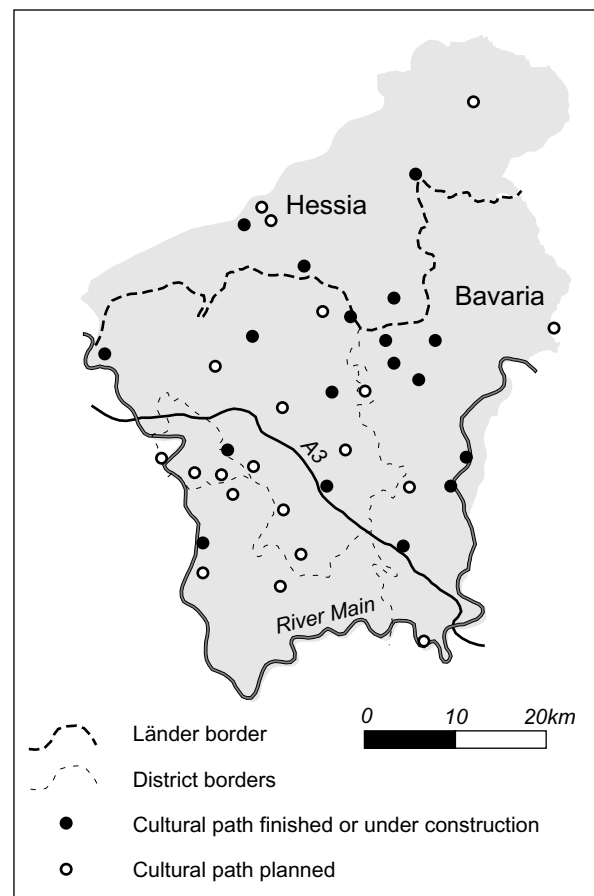 Hessia
Bavaria
A3
River Main
0 10 20km
Länder border
District borders
Cultural path finished or under construction
Cultural path planned